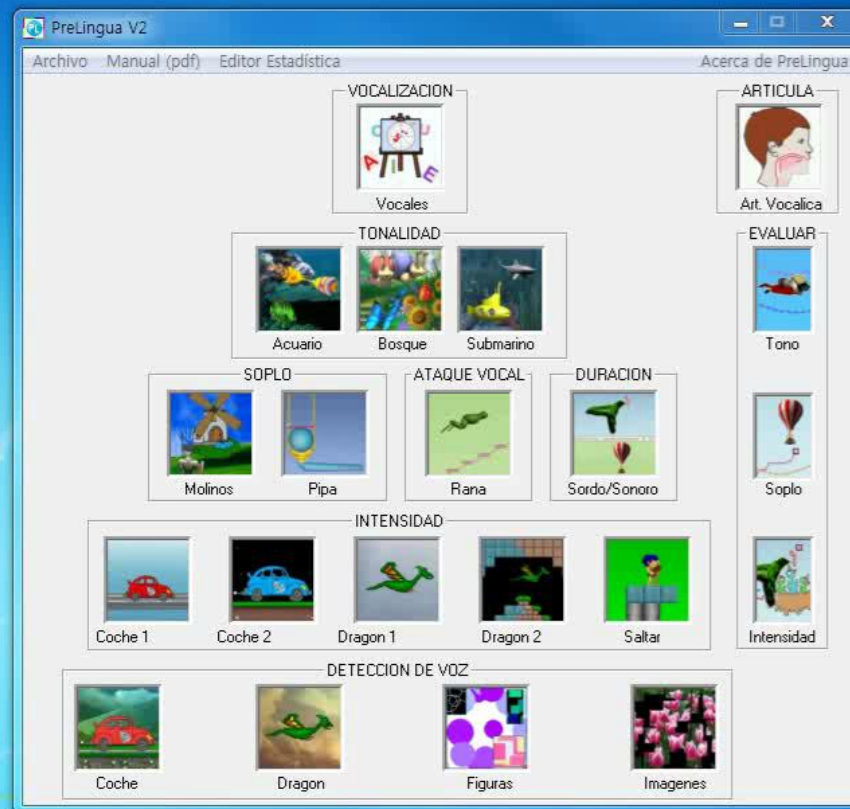 PreLingua V2
Archivo Manual (pdf) Editor Estadística Acerca de PreLingua
VOCALIZACION
Vocales
ARTICULA
Art. Vocalica
TONALIDAD
Acuario Bosque Submarino
EVALUAR
Tono
Soplo
Intensidad
SOPLO
Molinos Pipa
ATAQUE VOCAL
Rana
DURACION
Sordo/Sonoro
INTENSIDAD
Coche 1 Coche 2 Dragon 1 Dragon 2 Saltar
DETECCION DE VOZ
Coche Dragon Figuras Imagenes